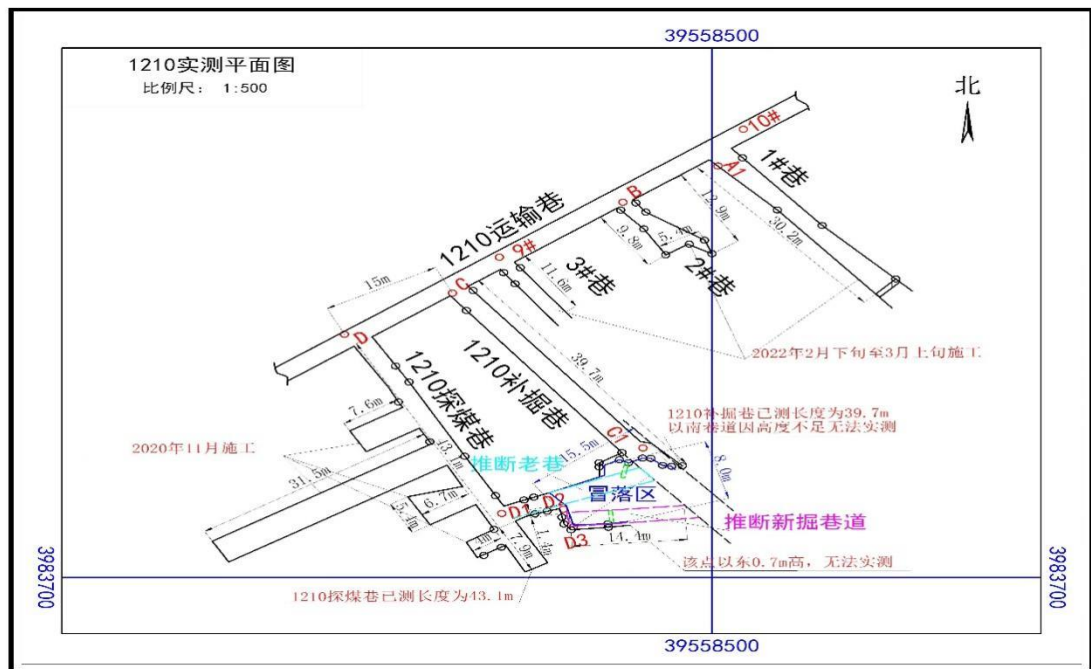 39558500
1210实测平面图
比例尺： 1:500
北
10#
A1
1#巷
B
12.9m
30.2m
1210运输巷
9#
9.8m
2#巷
3#巷
11.6m
15m
C
D
2022年2月下旬至3月上旬施工
39.7m
1210补掘巷
1210探煤巷
7.6m
1210补掘巷已测长度为39.7m
以南巷道因高度不足无法实测
C1
2020年11月施工
43.1m
推断老巷
15.5m
8.0m
31.5m
冒落区
6.7m
D1
D2
推断新掘巷道
D3
14.4m
7.9m
1.4m
该点以东0.7m高，无法实测
1210探煤巷已测长度为43.1m
3983700
3983700
39558500